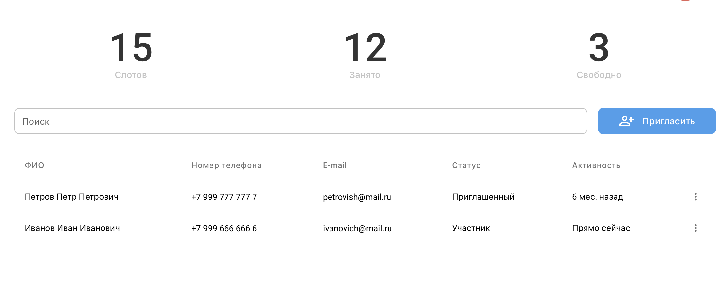 15 12 3
Слотов Занято Свободно
Поиск Пригласить
ФИО Номер телефона E-mail Статус Активность
Петров Петр Петрович +7 999 777 777 7 petrovish@mail.ru Приглашенный 6 мес. назад
Иванов Иван Иванович +7 999 666 666 6 ivanovich@mail.ru Участник Прямо сейчас